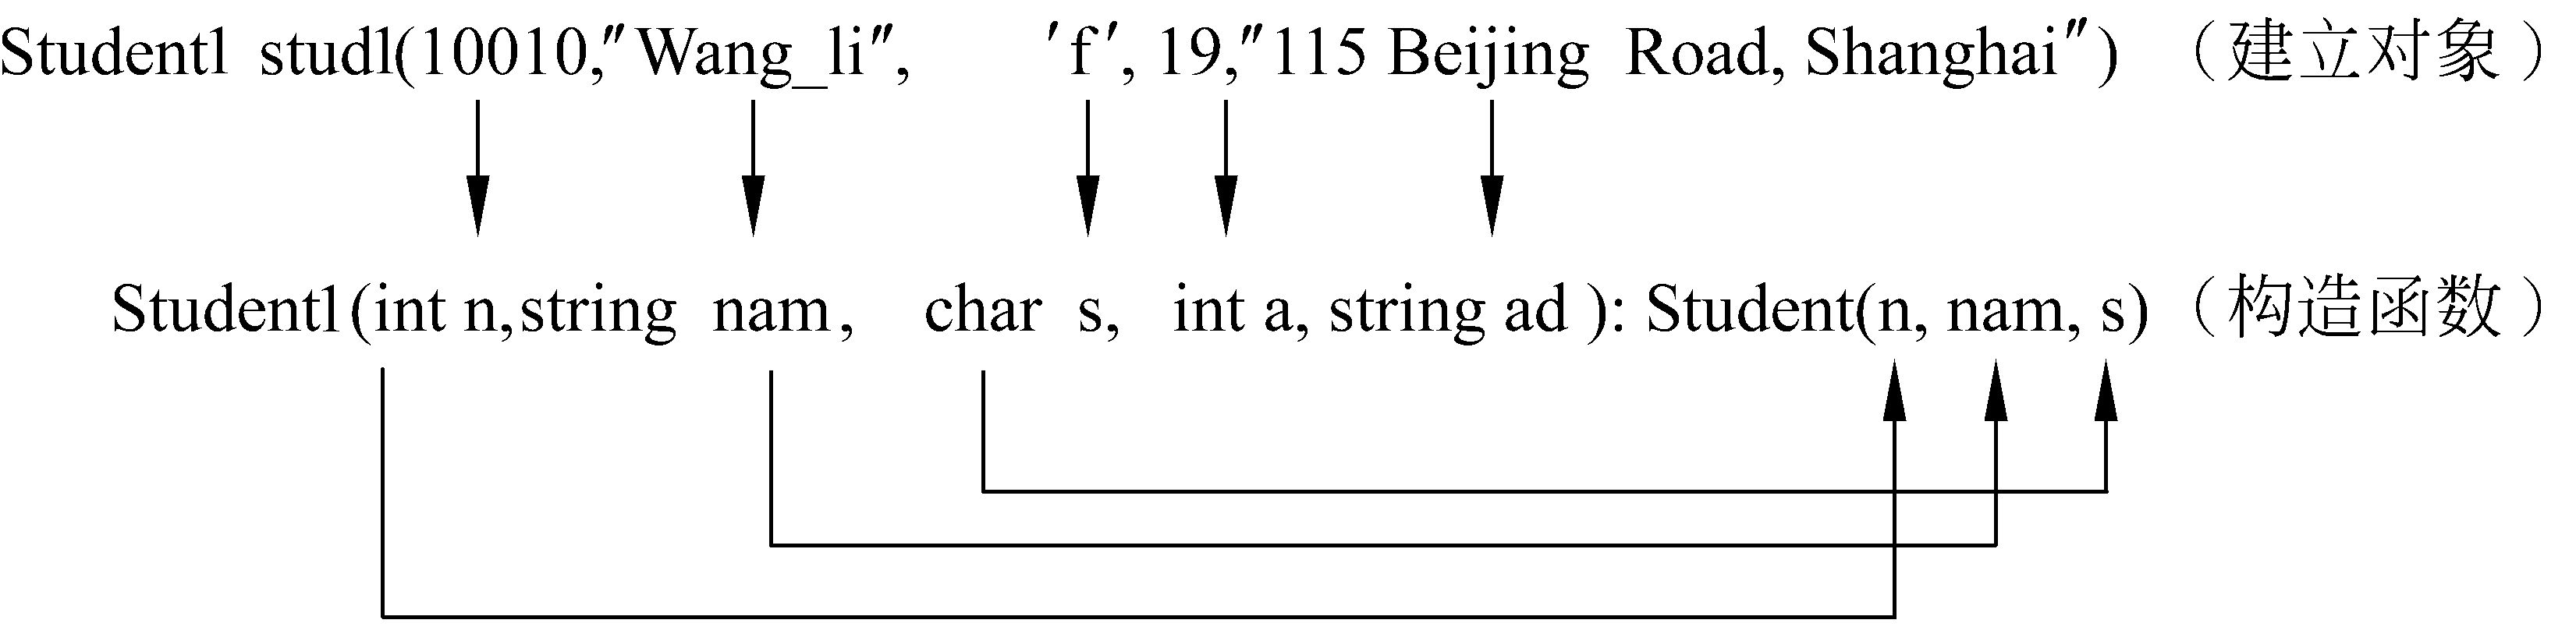 Student1 stud1(10010,"Wang_li", 'f', 19,"115 Beijing Road, Shanghai") （建立对象）
Student1(int n,string nam, char s, int a, string ad ): Student(n, nam, s)（构造函数）